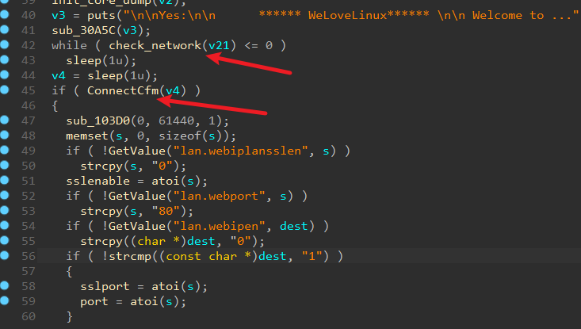 39 init_core_dump(v2);
40 v3 = puts("\n\nYes:\n\n      ****** WeLoveLinux****** \n\n Welcome to ..."
41 sub_30A5C(v3);
42 while ( check_network(v21) <= 0 )
43 sleep(1u);
44 v4 = sleep(1u);
45 if ( ConnectCfm(v4) )
46 {
47 sub_103D0(0, 61440, 1);
48 memset(s, 0, sizeof(s));
49 if ( !GetValue("lan.webiplansslen", s) )
50 strcpy(s, "0");
51 sslenable = atoi(s);
52 if ( !GetValue("lan.webport", s) )
53 strcpy(s, "80");
54 if ( !GetValue("lan.webipen", dest) )
55 strcpy((char *)dest, "0");
56 if ( !strcmp((const char *)dest, "1") )
57 {
58 sslport = atoi(s);
59 port = atoi(s);
60 }